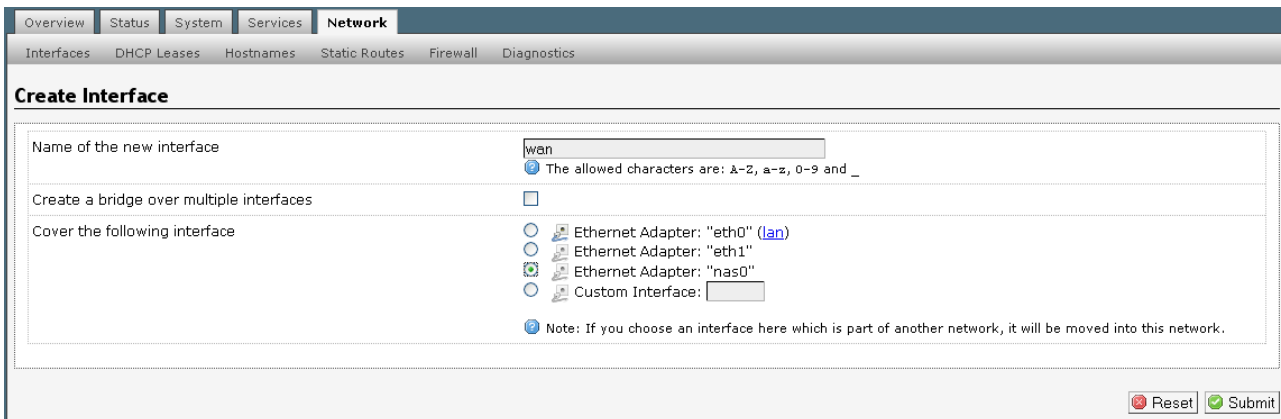 Overview Status System Services Network
Interfaces DHCP Leases Hostnames Static Routes Firewall Diagnostics
Create Interface
Name of the new interface wan
The allowed characters are: A-Z, a-z, 0-9 and _
Create a bridge over multiple interfaces
Cover the following interface Ethernet Adapter: "eth0" (lan)
Ethernet Adapter: "eth1"
Ethernet Adapter: "nas0"
Custom Interface:
Note: If you choose an interface here which is part of another network, it will be moved into this network.
Reset Submit